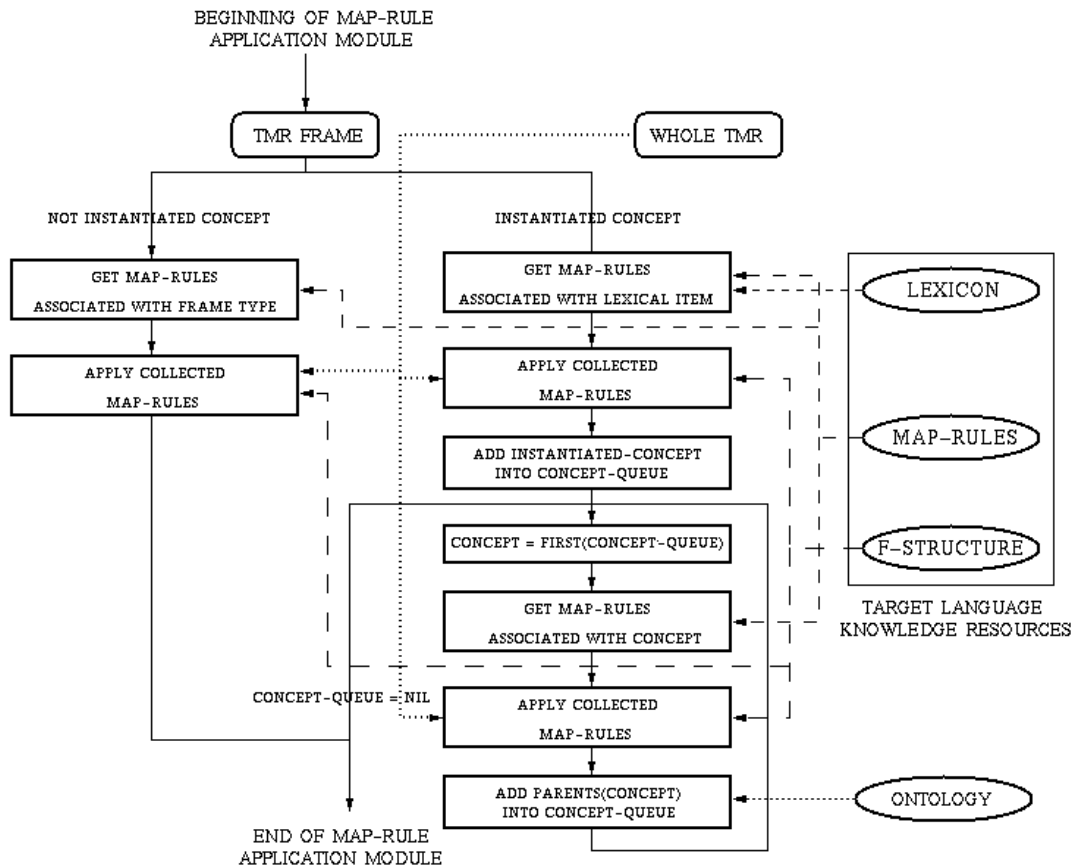 BEGINNING OF MAP-RULE
APPLICATION MODULE
TMR FRAME
WHOLE TMR
NOT INSTANTIATED CONCEPT
INSTANTIATED CONCEPT
GET MAP-RULES
ASSOCIATED WITH FRAME TYPE
GET MAP-RULES
ASSOCIATED WITH LEXICAL ITEM
LEXICON
APPLY COLLECTED
MAP-RULES
APPLY COLLECTED
MAP-RULES
MAP-RULES
ADD INSTANTIATED-CONCEPT
INTO CONCEPT-QUEUE
CONCEPT = FIRST(CONCEPT-QUEUE)
F-STRUCTURE
GET MAP-RULES
ASSOCIATED WITH CONCEPT
TARGET LANGUAGE
KNOWLEDGE RESOURCES
CONCEPT-QUEUE = NIL
APPLY COLLECTED
MAP-RULES
ADD PARENTS(CONCEPT)
INTO CONCEPT-QUEUE
ONTOLOGY
END OF MAP-RULE
APPLICATION MODULE